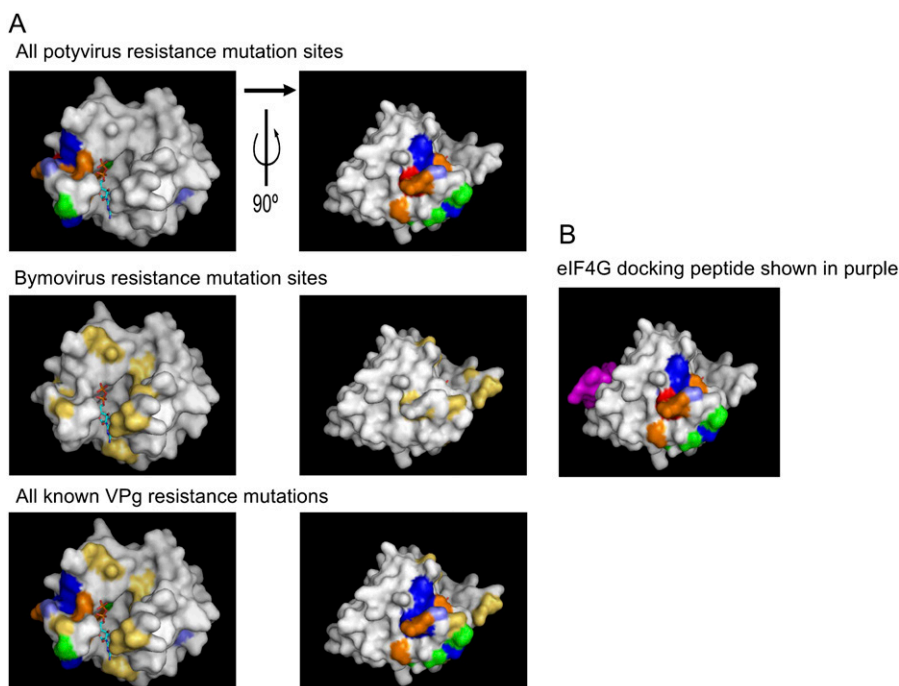 A
All potyvirus resistance mutation sites
90º
B
eIF4G docking peptide shown in purple
Bymovirus resistance mutation sites
All known VPg resistance mutations